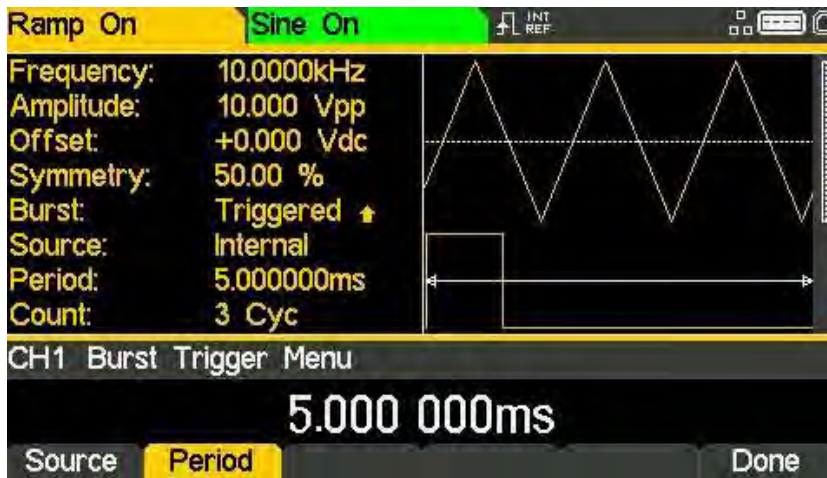 Ramp On Sine On INT REF
Frequency: 10.0000kHz
Amplitude: 10.000 Vpp
Offset: +0.000 Vdc
Symmetry: 50.00 %
Burst: Triggered
Source: Internal
Period: 5.000000ms
Count: 3 Cyc
CH1 Burst Trigger Menu
5.000 000ms
Source Period Done